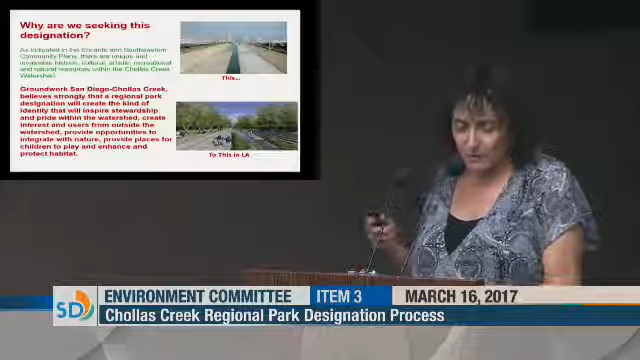 Why are we seeking this
designation?
As indicated in the Encanto and Southeastern
Community Plans, there are unique and
invaluable historic, cultural, artistic, recreational
and natural resources within the Chollas Creek
Watershed.
Groundwork San Diego-Chollas Creek,
believes strongly that a regional park
designation will create the kind of
identity that will inspire stewardship
and pride within the watershed, create
interest and users from outside the
watershed, provide opportunities to
integrate with nature, provide places for
children to play and enhance and
protect habitat.
This...
To This in LA
SD
ENVIRONMENT COMMITTEE
ITEM 3
MARCH 16, 2017
Chollas Creek Regional Park Designation Process